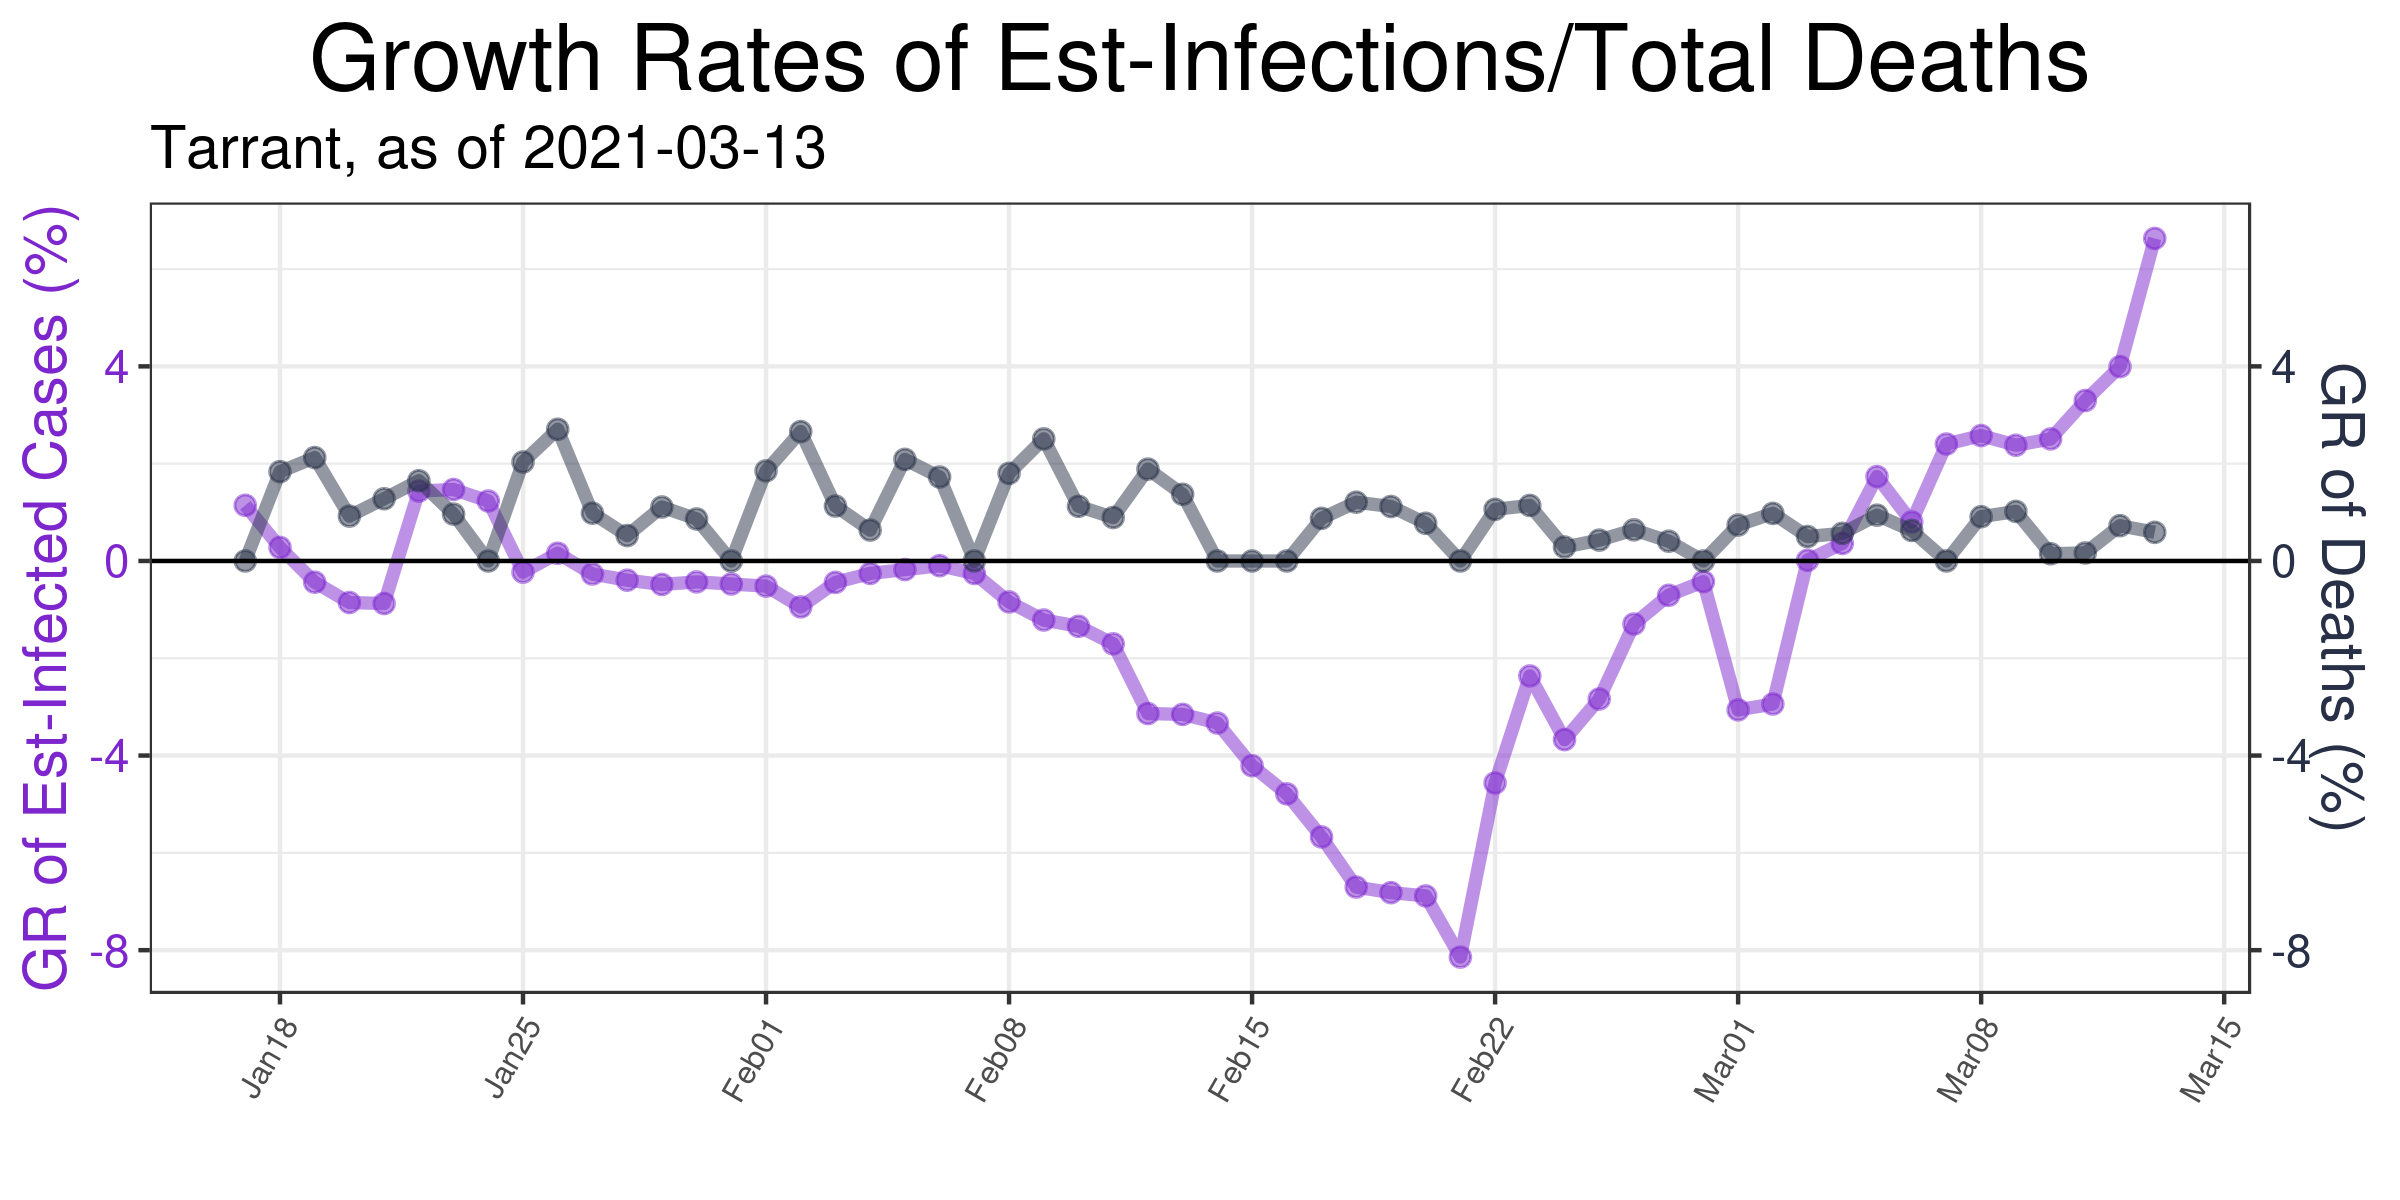 Growth Rates of Est-Infections/Total Deaths
Tarrant, as of 2021-03-13
GR of Est-Infected Cases (%)
4
0
-4
-8
4
0
-4
-8
GR of Deaths (%)
Jan18
Jan25
Feb01
Feb08
Feb15
Feb22
Mar01
Mar08
Mar15